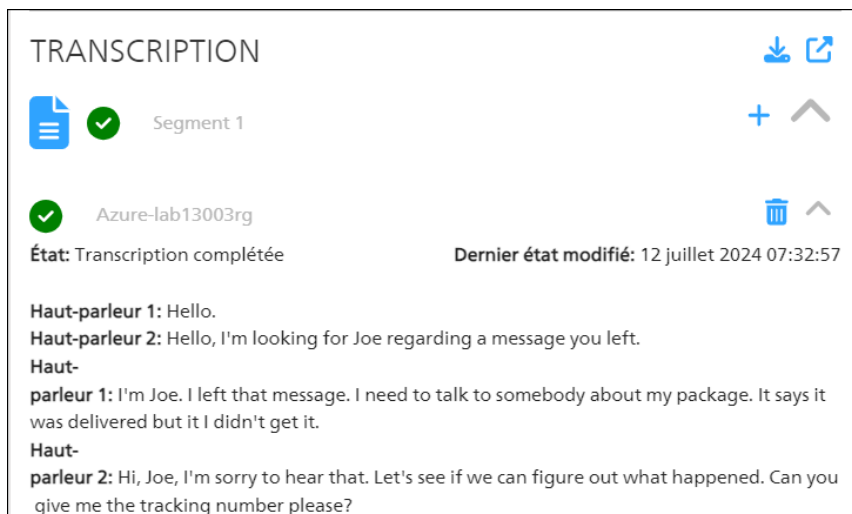 TRANSCRIPTION
Segment 1
Azure-lab13003rg
État: Transcription complétée Dernier état modifié: 12 juillet 2024 07:32:57
Haut-parleur 1: Hello.
Haut-parleur 2: Hello, I'm looking for Joe regarding a message you left.
Haut-
parleur 1: I'm Joe. I left that message. I need to talk to somebody about my package. It says it
was delivered but it I didn't get it.
Haut-
parleur 2: Hi, Joe, I'm sorry to hear that. Let's see if we can figure out what happened. Can you
give me the tracking number please?